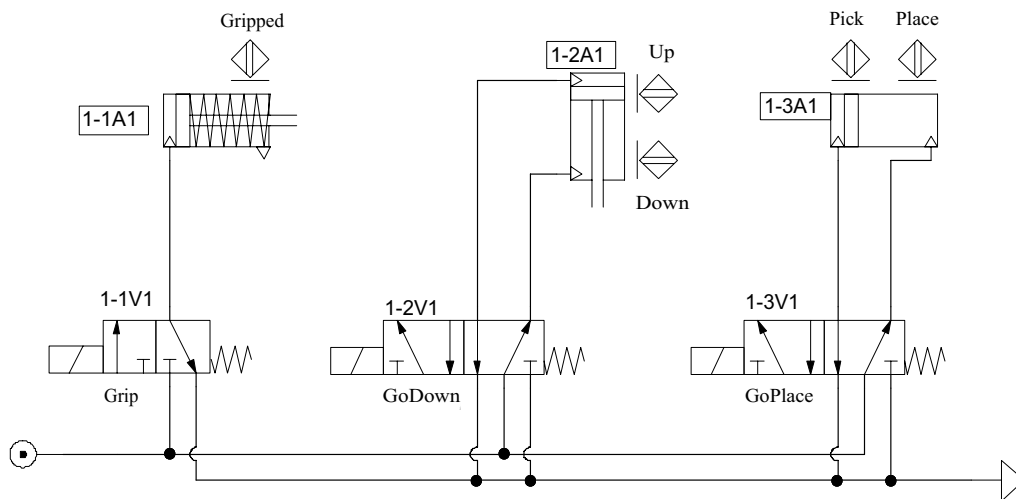 Gripped
Pick
Place
1-2A1
Up
1-1A1
1-3A1
Down
1-1V1
1-2V1
1-3V1
Grip
GoDown
GoPlace